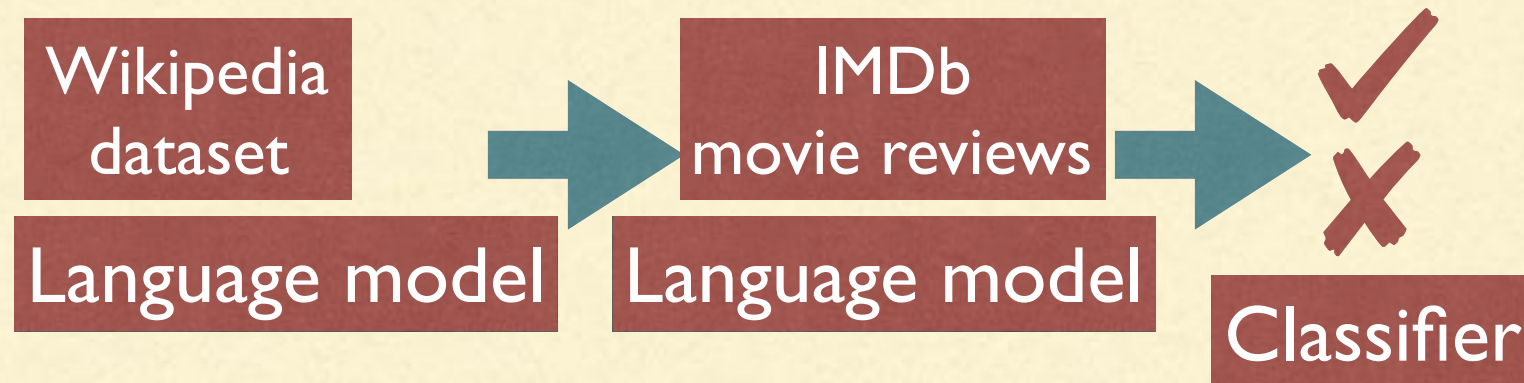 Wikipedia
dataset
Language model
IMDb
movie reviews
Language model
Classifier